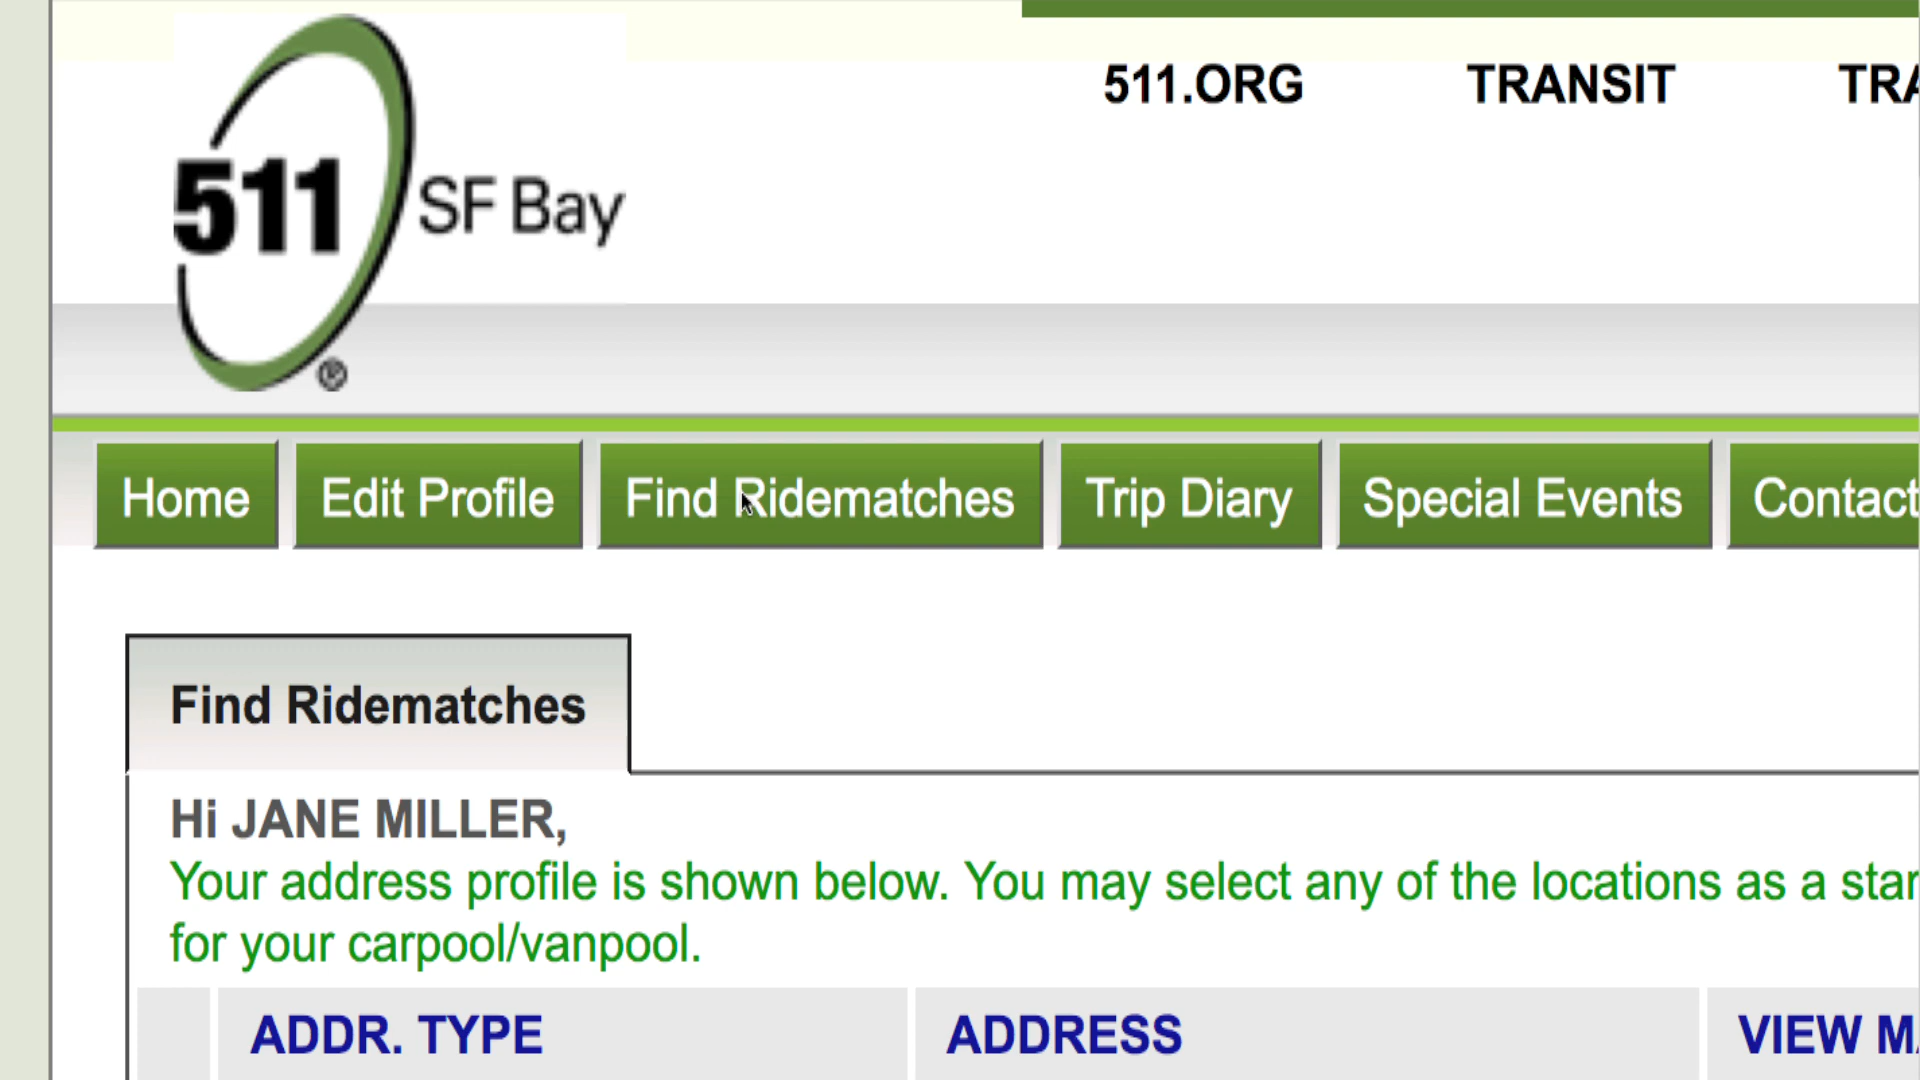 511 SF Bay
®
511.ORG TRANSIT
Home Edit Profile Find Ridematches Trip Diary Special Events Contact
Find Ridematches
Hi JANE MILLER,
Your address profile is shown below. You may select any of the locations as a star
for your carpool/vanpool.
ADDR. TYPE ADDRESS VIEW